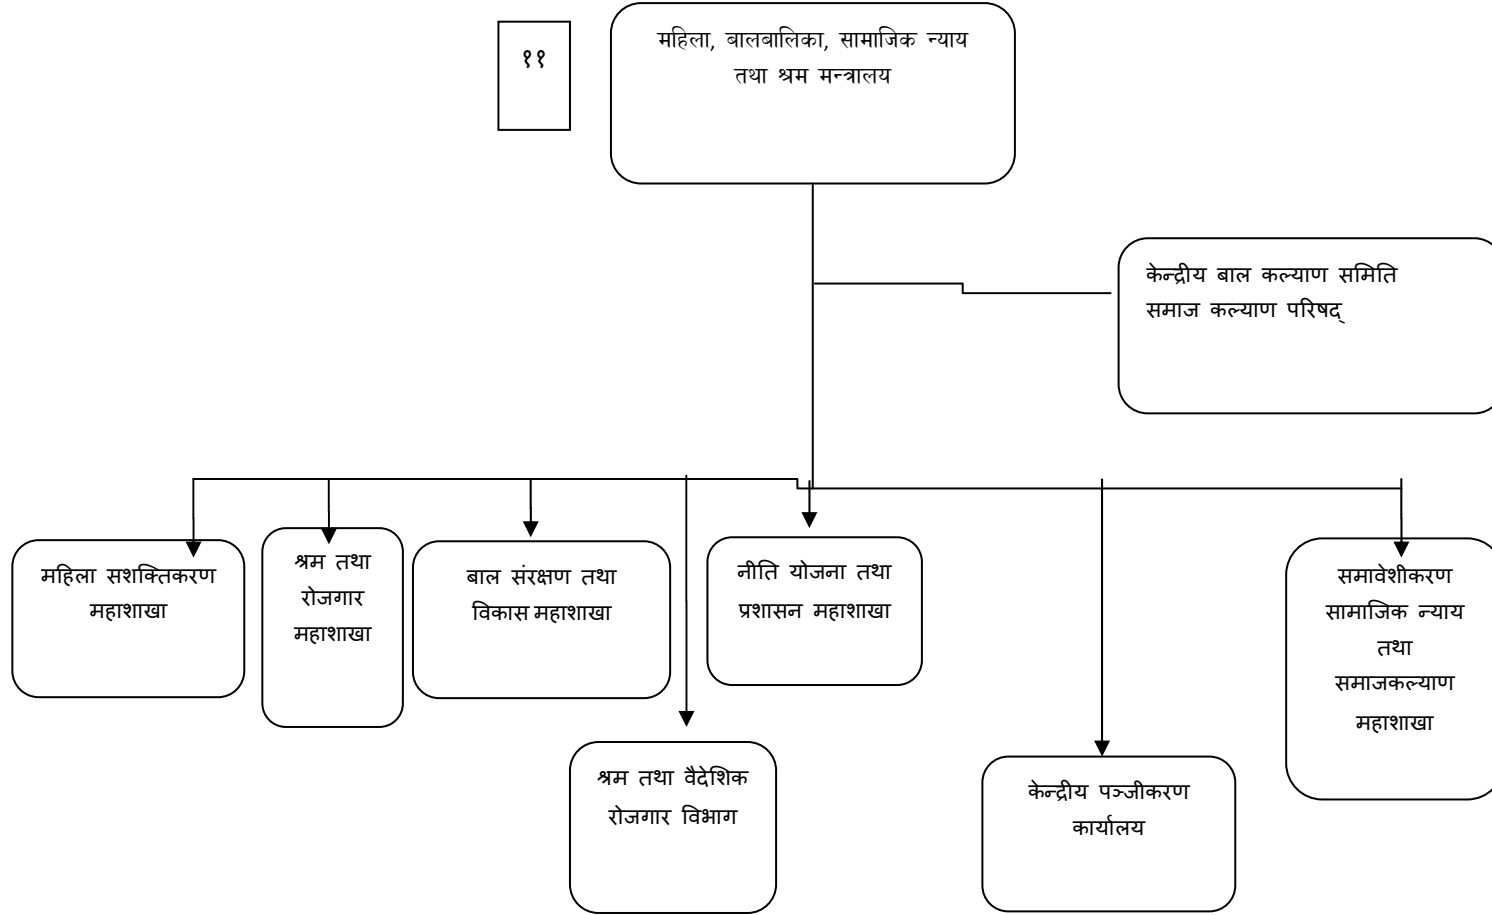 ११
महिला, बालबालिका, सामाजिक न्याय
तथा श्रम मन्त्रालय
केन्द्रीय बाल कल्याण समिति
समाज कल्याण परिषद्
महिला सशक्तिकरण
महाशाखा
श्रम तथा
रोजगार
महाशाखा
बाल संरक्षण तथा
विकास महाशाखा
नीति योजना तथा
प्रशासन महाशाखा
समावेशीकरण
सामाजिक न्याय
तथा
समाजकल्याण
महाशाखा
श्रम तथा वैदेशिक
रोजगार विभाग
केन्द्रीय पञ्जीकरण
कार्यालय